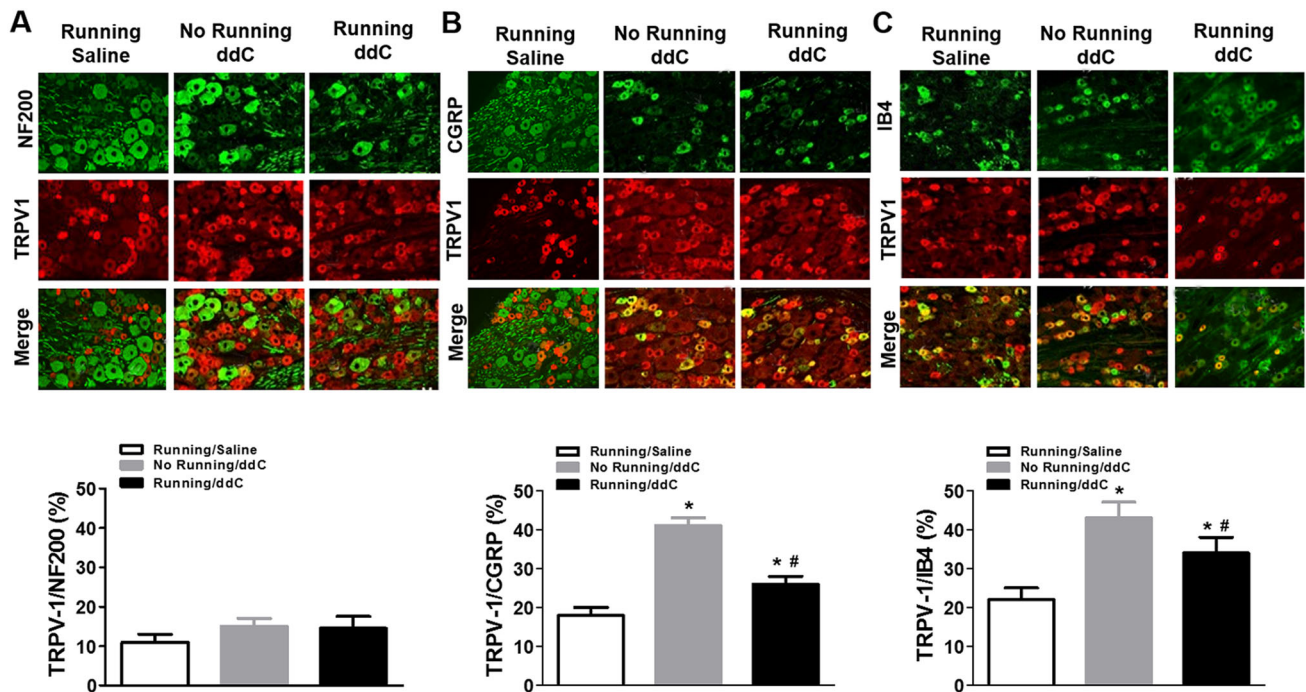 A
Running
Saline
No Running
ddC
Running
ddC
NF200
TRPV1
Merge
Running/Saline
No Running/ddC
Running/ddC
TRPV-1/NF200 (%)
50
40
30
20
10
0
B
Running
Saline
No Running
ddC
Running
ddC
CGRP
TRPV1
Merge
Running/Saline
No Running/ddC
Running/ddC
TRPV-1/CGRP (%)
50
40
30
20
10
0
*
* #
C
Running
Saline
No Running
ddC
Running
ddC
IB4
TRPV1
Merge
Running/Saline
No Running/ddC
Running/ddC
TRPV-1/IB4 (%)
50
40
30
20
10
0
*
* #